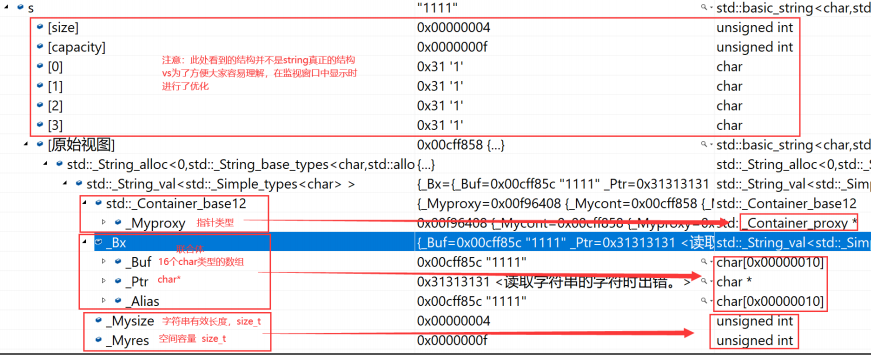 s "1111" std::basic_string<char,std
[size] 0x00000004 unsigned int
[capacity] 0x0000000f unsigned int
注意：此处看到的结构并不是string真正的结构
vs为了方便大家容易理解，在监视窗口中显示时
进行了优化
[0] 0x31 '1' char
[1] 0x31 '1' char
[2] 0x31 '1' char
[3] 0x31 '1' char
[原始视图] 0x00cff858 {...} std::basic_string<char,std
std::_String_alloc<0,std::_String_base_types<char,std::allo {...} std::_String_alloc<0,std::_S
std::_String_val<std::_Simple_types<char> > {_Bx={_Buf=0x00cff85c "1111" _Ptr=0x31313131 std::_String_val<std::_Sim
std::_Container_base12 {_Myproxy=0x00f96408 {_Mycont=0x00cff858 std::_Container_base12
_Myproxy 指针类型 0x00f96408 {_Mycont=0x00cff858 {_Myproxy=0x std::_Container_proxy *
_Bx {_Buf=0x00cff85c "1111" _Ptr=0x31313131 <读取 std::_String_val<std::_Sim
_Buf 16个char类型的数组 0x00cff85c "1111" char[0x00000010]
_Ptr char* 0x31313131 <读取字符串的字符时出错。> char *
_Alias 0x00cff85c "1111" char[0x00000010]
_Mysize 字符串有效长度，size_t 0x00000004 unsigned int
_Myres 空间容量 size_t 0x0000000f unsigned int